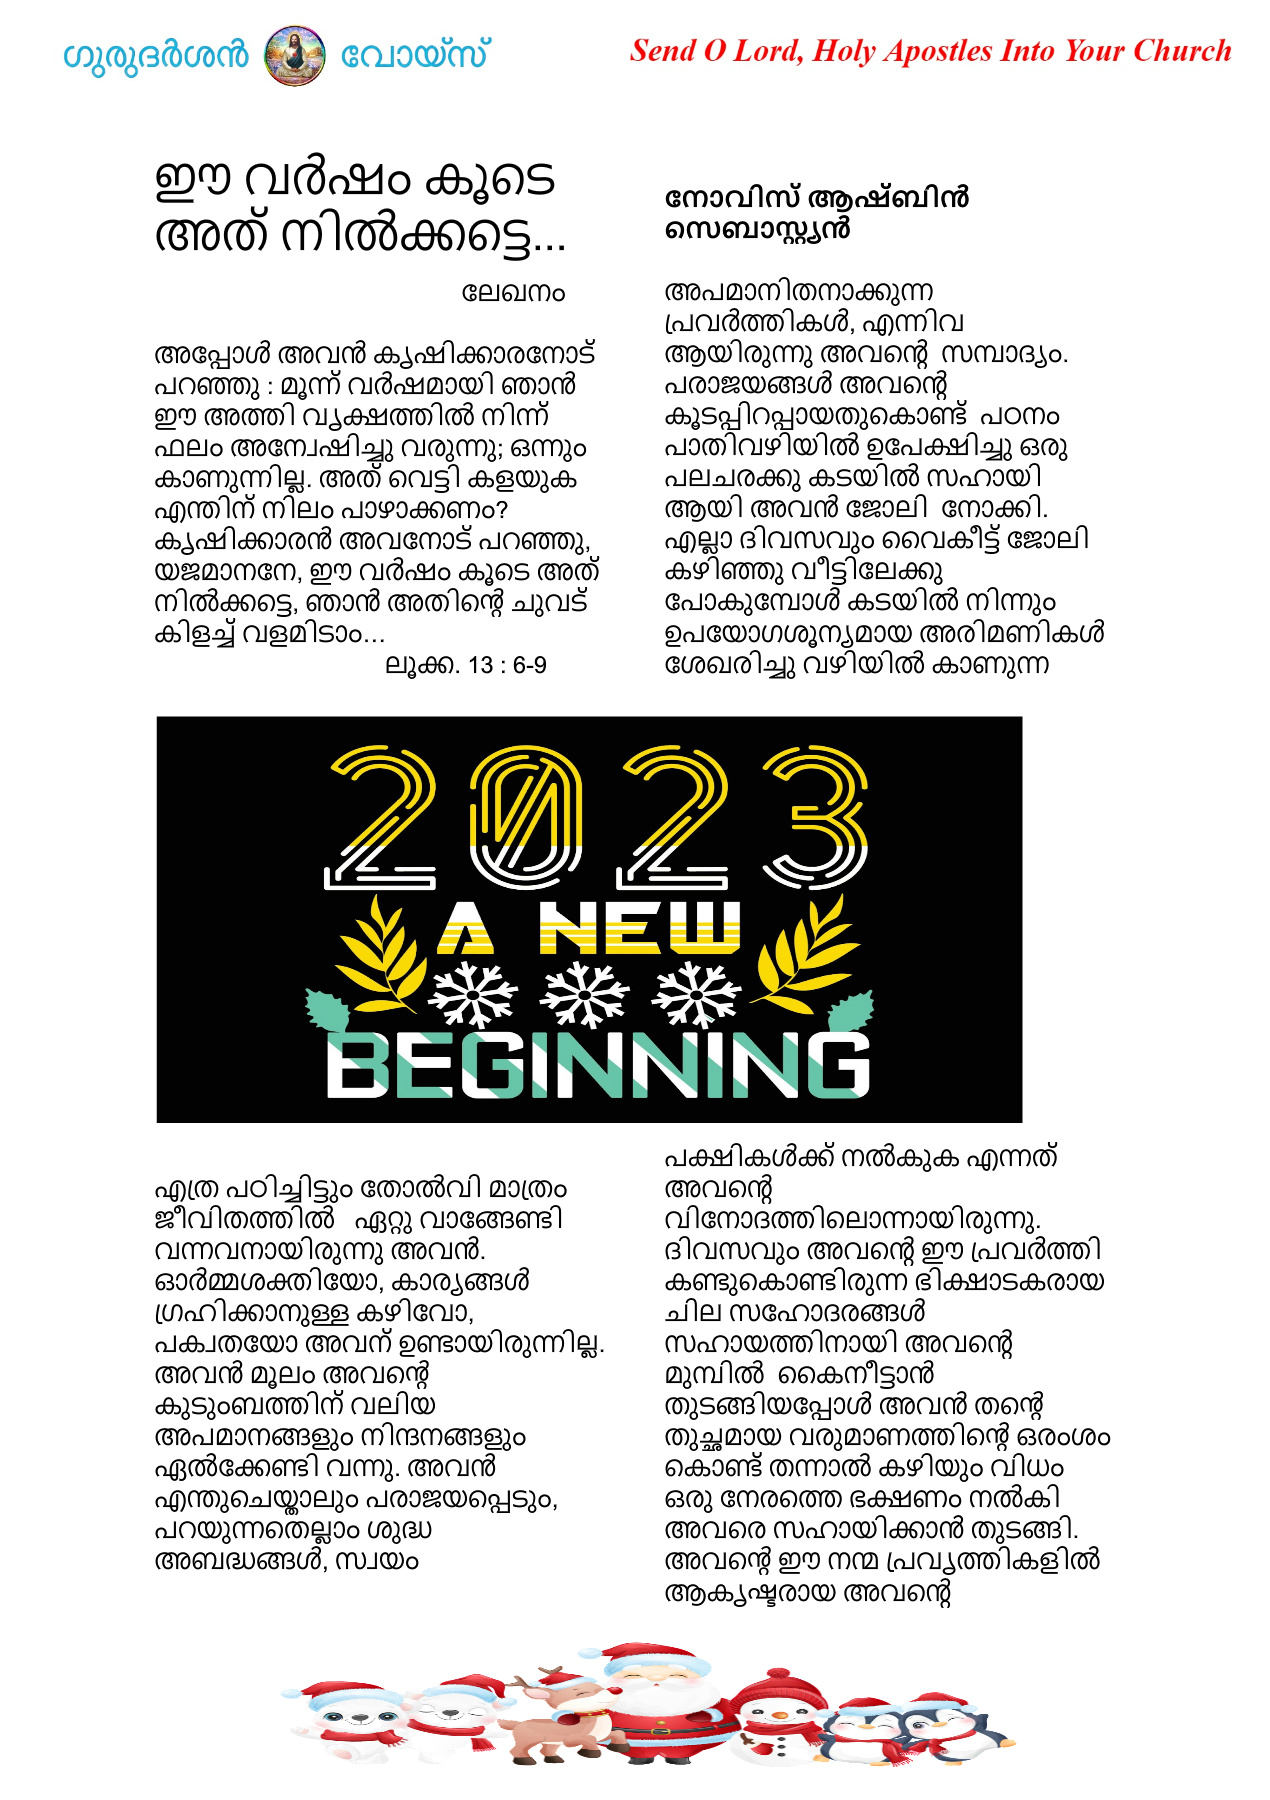 ഗുരുദർശൻ വോയ്സ്
Send O Lord, Holy Apostles Into Your Church
ഈ വർഷം കൂടെ
അത് നിൽക്കട്ടെ...
ലേഖനം
അപ്പോൾ അവൻ കൃഷിക്കാരനോട്
പറഞ്ഞു : മൂന്ന് വർഷമായി ഞാൻ
ഈ അത്തി വൃക്ഷത്തിൽ നിന്ന്
ഫലം അന്വേഷിച്ചു വരുന്നു; ഒന്നും
കാണുന്നില്ല. അത് വെട്ടി കളയുക
എന്തിന് നിലം പാഴാക്കണം?
കൃഷിക്കാരൻ അവനോട് പറഞ്ഞു,
യജമാനനേ, ഈ വർഷം കൂടെ അത്
നിൽക്കട്ടെ, ഞാൻ അതിന്റെ ചുവട്
കിളച്ച് വളമിടാം...
ലൂക്ക. 13 : 6-9
നോവിസ് ആഷ്ബിൻ
സെബാസ്റ്റ്യൻ
അപമാനിതനാക്കുന്ന
പ്രവർത്തികൾ, എന്നിവ
ആയിരുന്നു അവന്റെ സമ്പാദ്യം.
പരാജയങ്ങൾ അവന്റെ
കൂടപ്പിറപ്പായതുകൊണ്ട് പഠനം
പാതിവഴിയിൽ ഉപേക്ഷിച്ചു ഒരു
പലചരക്കു കടയിൽ സഹായി
ആയി അവൻ ജോലി നോക്കി.
എല്ലാ ദിവസവും വൈകീട്ട് ജോലി
കഴിഞ്ഞു വീട്ടിലേക്കു
പോകുമ്പോൾ കടയിൽ നിന്നും
ഉപയോഗശൂന്യമായ അരിമണികൾ
ശേഖരിച്ചു വഴിയിൽ കാണുന്ന
2023
A NEW
BEGINNING
എത്ര പഠിച്ചിട്ടും തോൽവി മാത്രം
ജീവിതത്തിൽ ഏറ്റു വാങ്ങേണ്ടി
വന്നവനായിരുന്നു അവൻ.
ഓർമ്മശക്തിയോ, കാര്യങ്ങൾ
ഗ്രഹിക്കാനുള്ള കഴിവോ,
പക്വതയോ അവന് ഉണ്ടായിരുന്നില്ല.
അവൻ മൂലം അവന്റെ
കുടുംബത്തിന് വലിയ
അപമാനങ്ങളും നിന്ദനങ്ങളും
ഏൽക്കേണ്ടി വന്നു. അവൻ
എന്തുചെയ്താലും പരാജയപ്പെടും,
പറയുന്നതെല്ലാം ശുദ്ധ
അബദ്ധങ്ങൾ, സ്വയം
പക്ഷികൾക്ക് നൽകുക എന്നത്
അവന്റെ
വിനോദത്തിലൊന്നായിരുന്നു.
ദിവസവും അവന്റെ ഈ പ്രവർത്തി
കണ്ടുകൊണ്ടിരുന്ന ഭിക്ഷാടകരായ
ചില സഹോദരങ്ങൾ
സഹായത്തിനായി അവന്റെ
മുമ്പിൽ കൈനീട്ടാൻ
തുടങ്ങിയപ്പോൾ അവൻ തന്റെ
തുച്ഛമായ വരുമാണത്തിന്റെ ഒരംശം
കൊണ്ട് തന്നാൽ കഴിയും വിധം
ഒരു നേരത്തെ ഭക്ഷണം നൽകി
അവരെ സഹായിക്കാൻ തുടങ്ങി.
അവന്റെ ഈ നന്മ പ്രവൃത്തികളിൽ
ആകൃഷ്ടരായ അവന്റെ